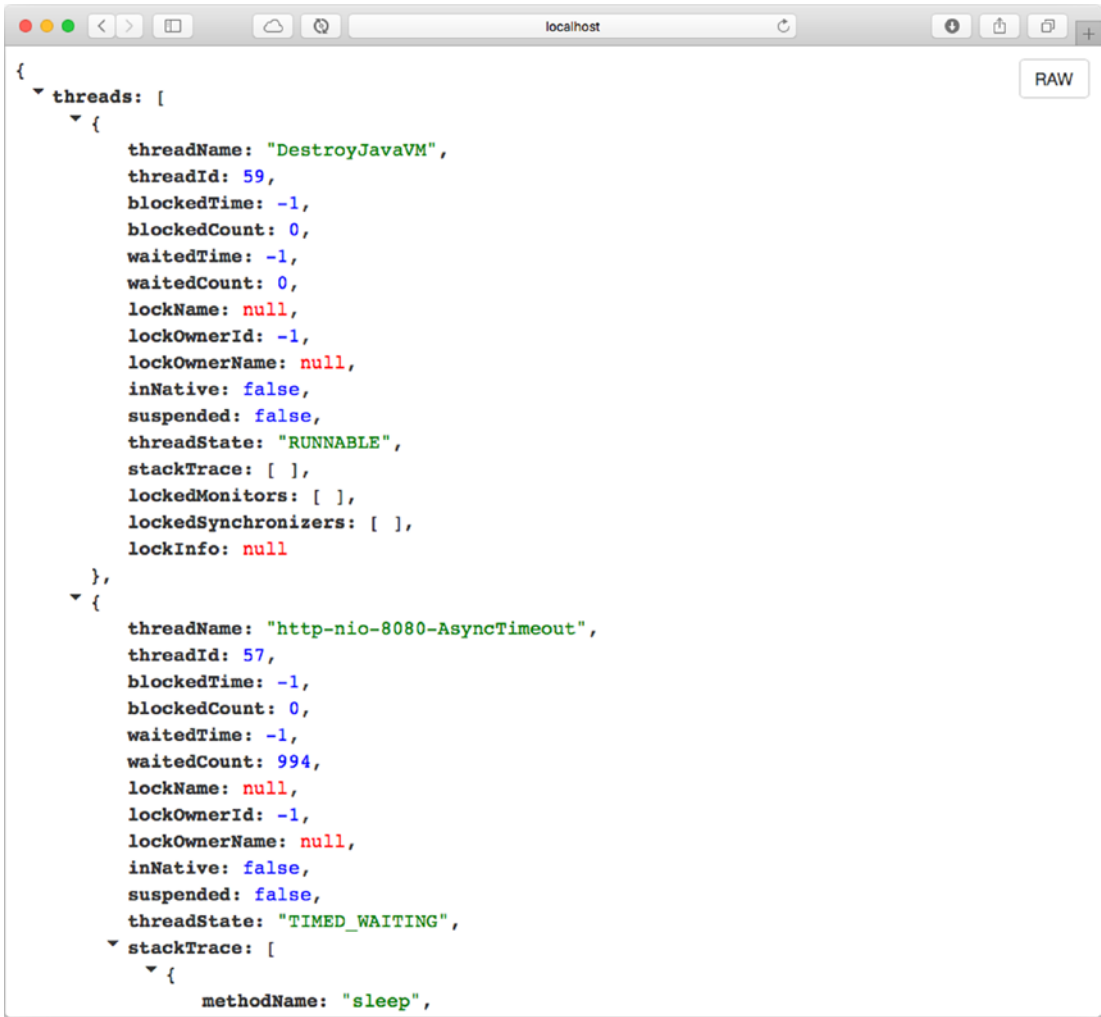 localhost
RAW
{
threads: [
{
threadName: "DestroyJavaVM",
threadId: 59,
blockedTime: -1,
blockedCount: 0,
waitedTime: -1,
waitedCount: 0,
lockName: null,
lockOwnerId: -1,
lockOwnerName: null,
inNative: false,
suspended: false,
threadState: "RUNNABLE",
stackTrace: [ ],
lockedMonitors: [ ],
lockedSynchronizers: [ ],
lockInfo: null
},
{
threadName: "http-nio-8080-AsyncTimeout",
threadId: 57,
blockedTime: -1,
blockedCount: 0,
waitedTime: -1,
waitedCount: 994,
lockName: null,
lockOwnerId: -1,
lockOwnerName: null,
inNative: false,
suspended: false,
threadState: "TIMED_WAITING",
stackTrace: [
{
methodName: "sleep",